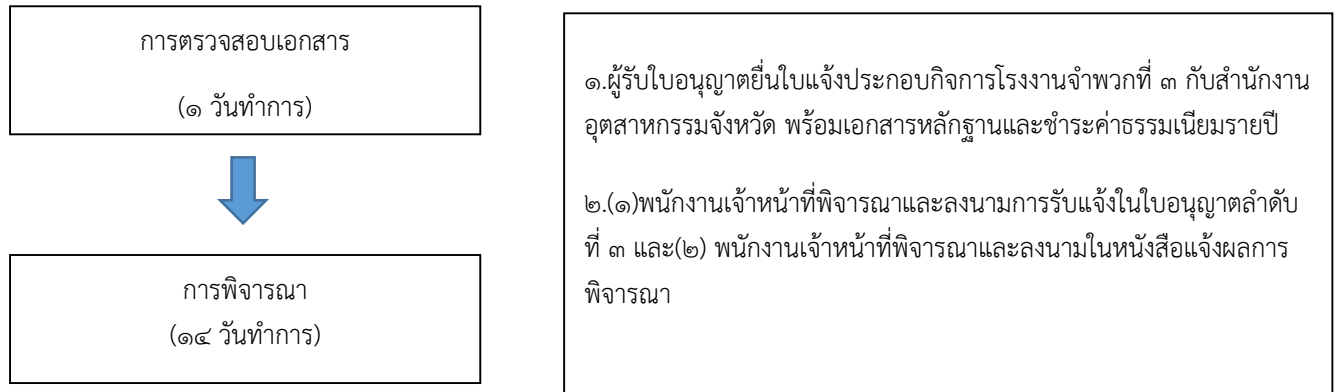 การตรวจสอบเอกสาร
(๑ วันทำการ)
การพิจารณา
(๑๔ วันทำการ)
๑.ผู้รับใบอนุญาตยื่นใบแจ้งประกอบกิจการโรงงานจำพวกที่ ๓ กับสำนักงาน
อุตสาหกรรมจังหวัด พร้อมเอกสารหลักฐานและชำระค่าธรรมเนียมรายปี
๒.(๑)พนักงานเจ้าหน้าที่พิจารณาและลงนามการรับแจ้งในใบอนุญาตลำดับ
ที่ ๓ และ(๒) พนักงานเจ้าหน้าที่พิจารณาและลงนามในหนังสือแจ้งผลการ
พิจารณา